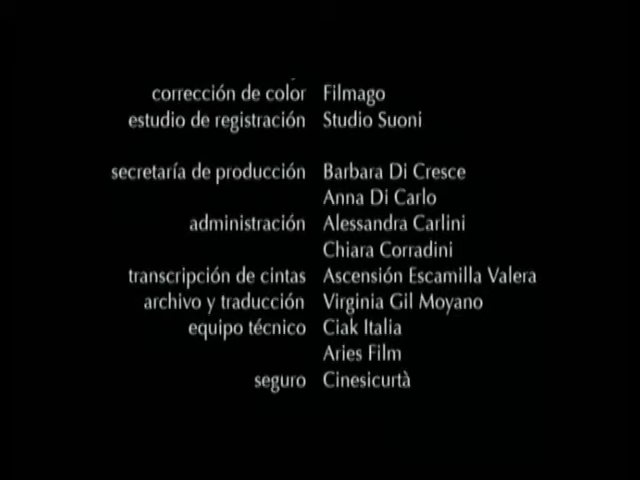 corrección de color Filmago
estudio de registración Studio Suoni
secretaría de producción Barbara Di Cresce
Anna Di Carlo
administración Alessandra Carlini
Chiara Corradini
transcripción de cintas Ascensión Escamilla Valera
archivo y traducción Virginia Gil Moyano
equipo técnico Ciak Italia
Aries Film
seguro Cinesicurtà